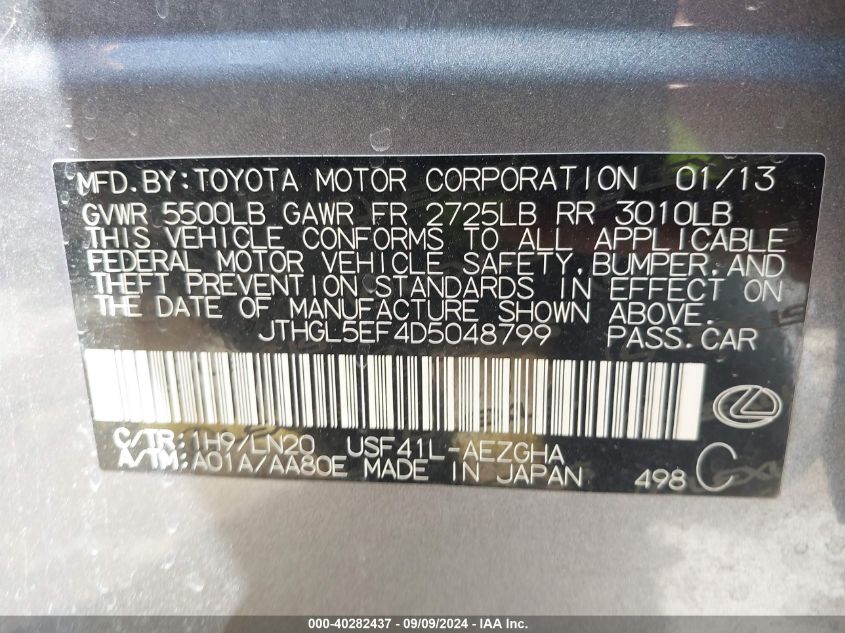 MFD.BY:TOYOTA MOTOR CORPORATION 01/13
GVWR 5500LB GAWR FR 2725LB RR 3010LB
THIS VEHICLE CONFORMS TO ALL APPLICABLE
FEDERAL MOTOR VEHICLE SAFETY,BUMPER,AND
THEFT PREVENTION STANDARDS IN EFFECT ON
THE DATE OF MANUFACTURE SHOWN ABOVE.
JTHGL5EF4D5048799 PASS.CAR
C/TR:1H9/LN20 USF41L-AEZGHA
A/TM:A01A/AA80E MADE IN JAPAN 498 C
000-40282437 - 09/09/2024 - IAA Inc.